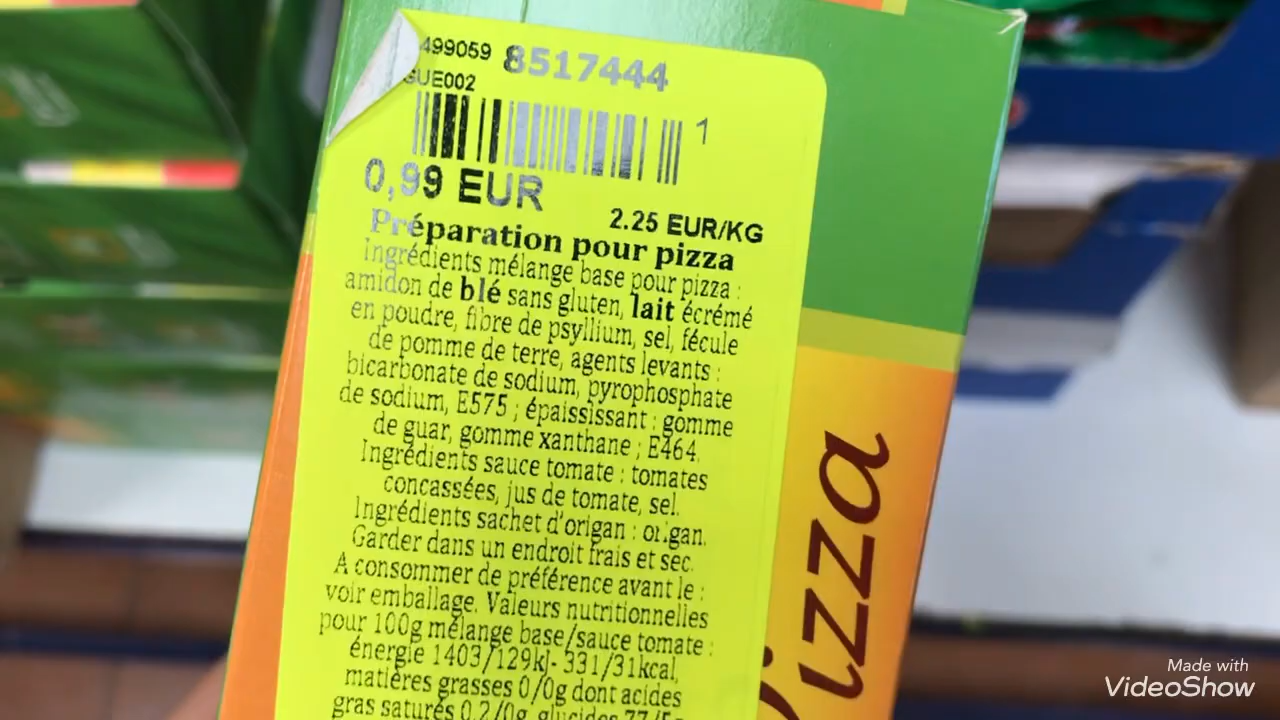 499059 8517444
SUE002
1
0,99 EUR
2.25 EUR/KG
Préparation pour pizza
Ingrédients mélange base pour pizza :
amidon de blé sans gluten, lait écrémé
en poudre, fibre de psyllium, sel, fécule
de pomme de terre, agents levants :
bicarbonate de sodium, pyrophosphate
de sodium, E575 ; épaississant : gomme
de guar, gomme xanthane ; E464.
Ingrédients sauce tomate : tomates
concassées, jus de tomate, sel.
Ingrédients sachet d'origan : origan.
Garder dans un endroit frais et sec.
A consommer de préférence avant le :
voir emballage. Valeurs nutritionnelles
pour 100g mélange base/sauce tomate :
énergie 1403/129kJ- 331/31kcal,
matières grasses 0/0g dont acides
gras saturés 0,2/0g, glucides 77/5g
Pizza
Made with
VideoShow